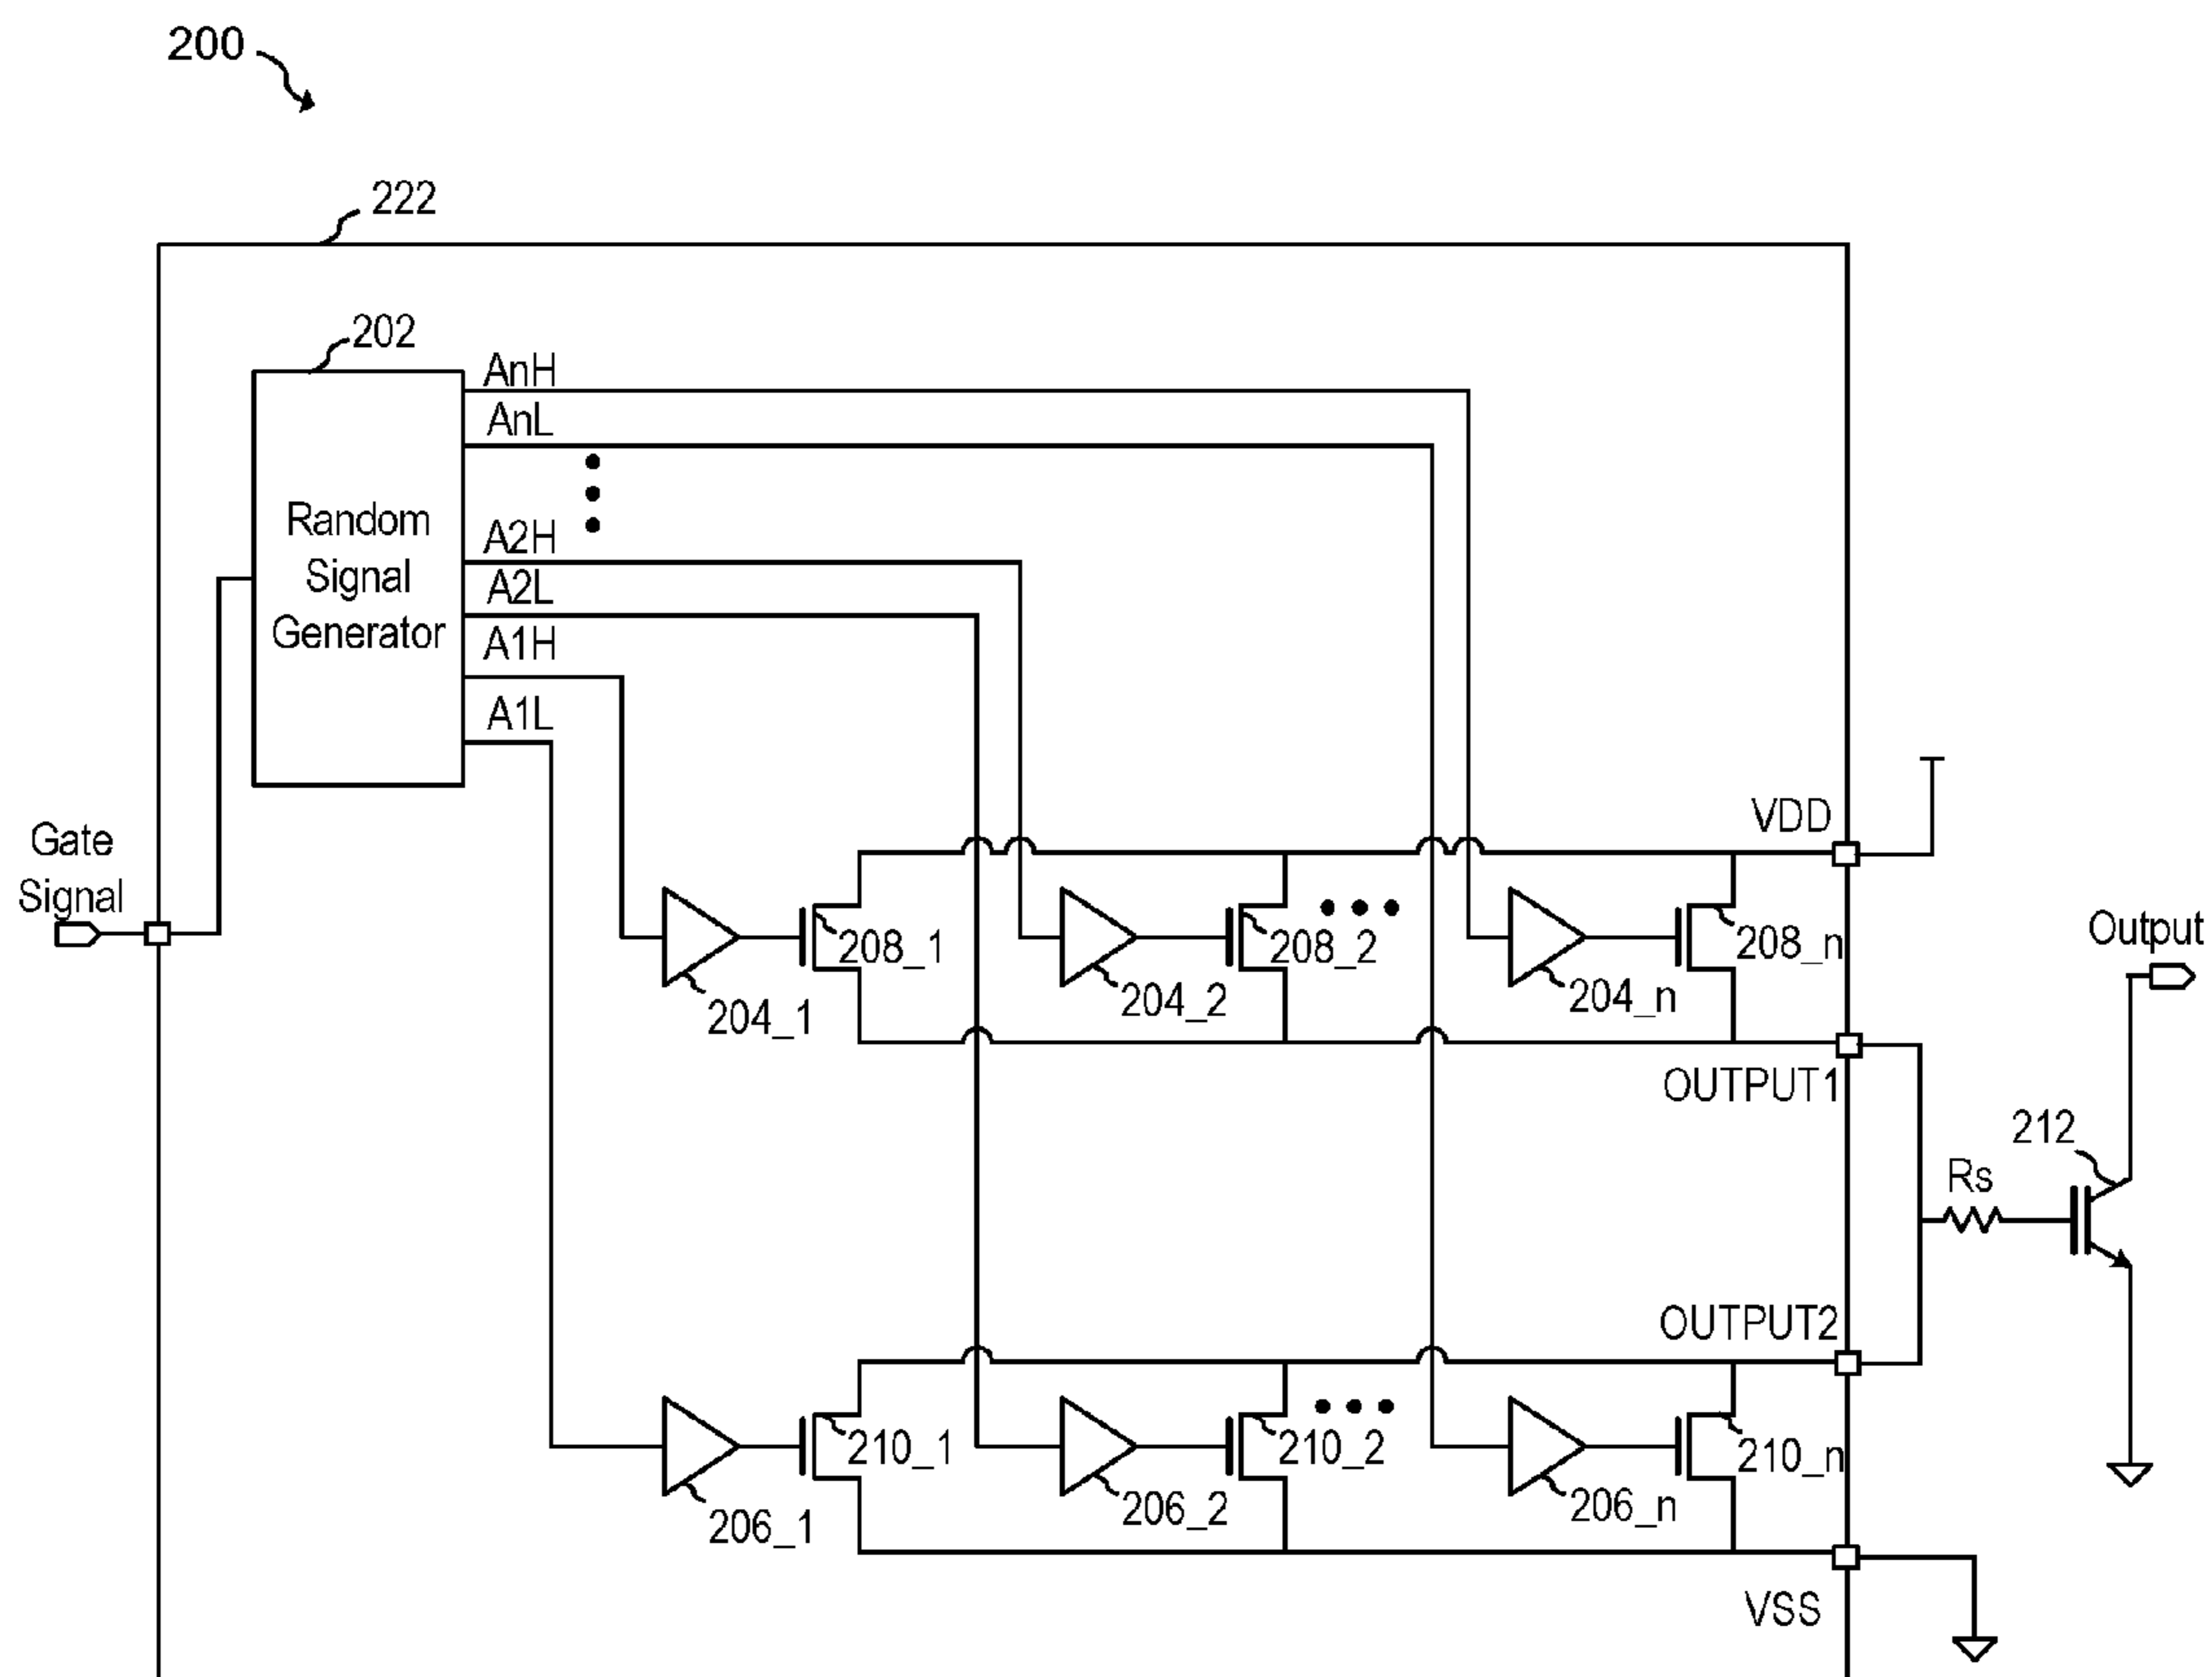 200
222
202
AnH
AnL
A2H
A2L
A1H
A1L
Random
Signal
Generator
Gate
Signal
VDD
208_1
208_2
208_n
204_1
204_2
204_n
Output
OUTPUT1
212
Rs
OUTPUT2
210_1
210_2
210_n
206_1
206_2
206_n
VSS